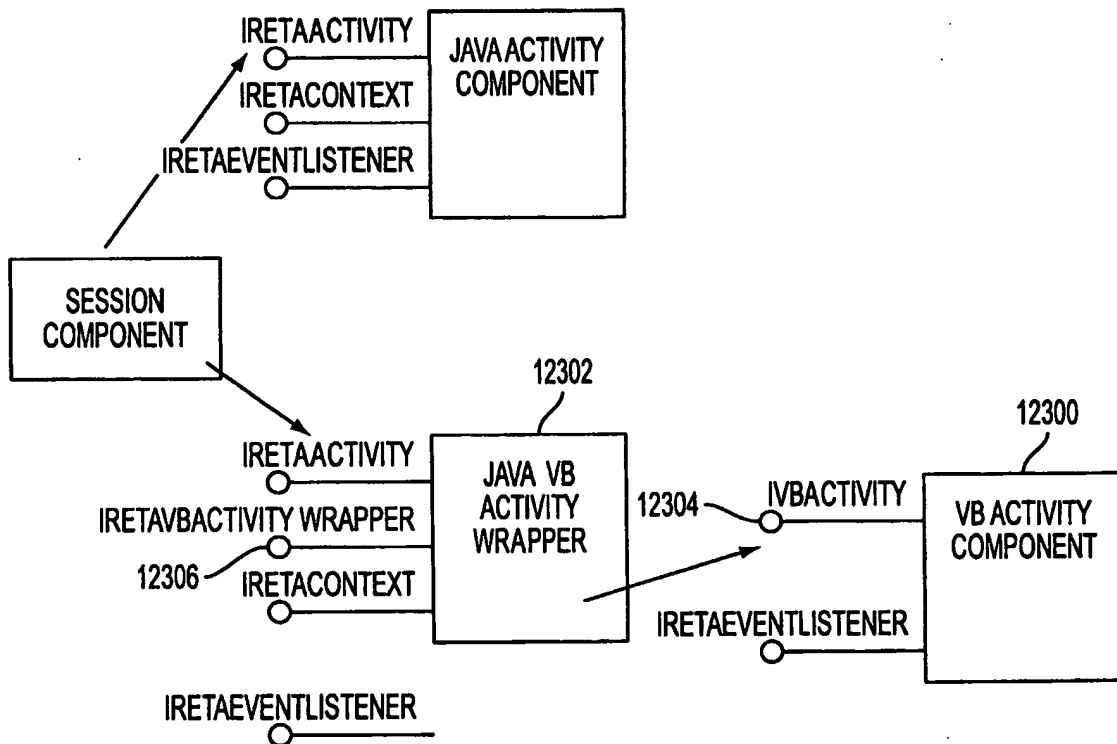 IRETAACTIVITY
IRETACONTEXT
IRETAEVENTLISTENER
JAVA ACTIVITY
COMPONENT
SESSION
COMPONENT
12302
12300
IRETAACTIVITY
IRETAVBACTIVITY WRAPPER
12306
IRETACONTEXT
JAVA VB
ACTIVITY
WRAPPER
12304
IVBACTIVITY
IRETAEVENTLISTENER
VB ACTIVITY
COMPONENT
IRETAEVENTLISTENER